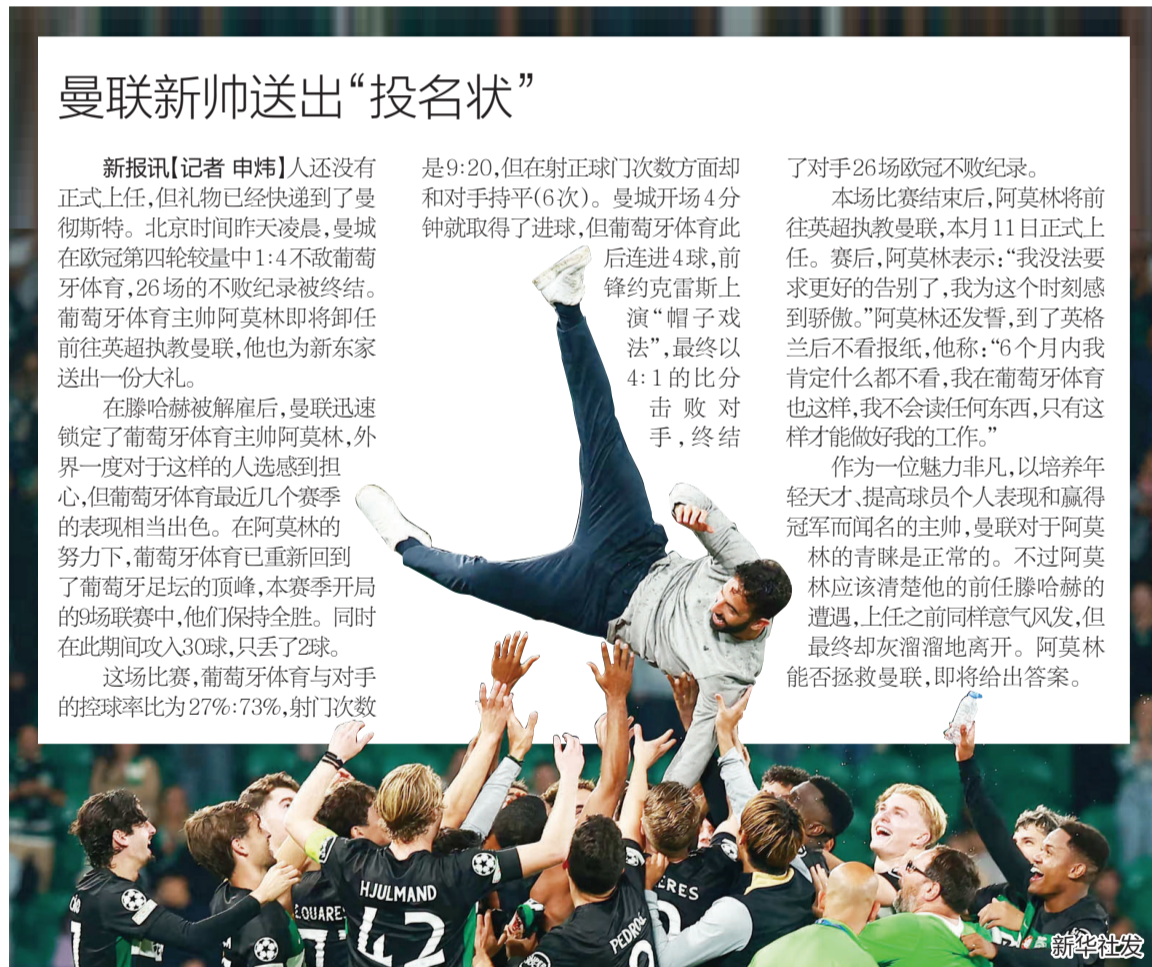 曼联新帅送出“投名状”
新报讯【记者 申炜】人还没有
正式上任，但礼物已经快递到了曼
彻斯特。北京时间昨天凌晨，曼城
在欧冠第四轮较量中1:4不敌葡萄
牙体育，26场的不败纪录被终结。
葡萄牙体育主帅阿莫林即将卸任
前往英超执教曼联，他也为新东家
送出一份大礼。
在滕哈赫被解雇后，曼联迅速
锁定了葡萄牙体育主帅阿莫林，外
界一度对于这样的人选感到担
心，但葡萄牙体育最近几个赛季
的表现相当出色。在阿莫林的
努力下，葡萄牙体育已重新回到
了葡萄牙足坛的顶峰，本赛季开局
的9场联赛中，他们保持全胜。同时
在此期间攻入30球，只丢了2球。
这场比赛，葡萄牙体育与对手
的控球率比为27%:73%，射门次数
是9:20，但在射正球门次数方面却
和对手持平(6次)。曼城开场4分
钟就取得了进球，但葡萄牙体育此
后连进4球，前
锋约克雷斯上
演“帽子戏
法”，最终以
4:1的比分
击败对
手，终结
了对手26场欧冠不败纪录。
本场比赛结束后，阿莫林将前
往英超执教曼联，本月11日正式上
任。赛后，阿莫林表示：“我没法要
求更好的告别了，我为这个时刻感
到骄傲。”阿莫林还发誓，到了英格
兰后不看报纸，他称：“6个月内我
肯定什么都不看，我在葡萄牙体育
也这样，我不会读任何东西，只有这
样才能做好我的工作。”
作为一位魅力非凡，以培养年
轻天才、提高球员个人表现和赢得
冠军而闻名的主帅，曼联对于阿莫
林的青睐是正常的。不过阿莫
林应该清楚他的前任滕哈赫的
遭遇，上任之前同样意气风发，但
最终却灰溜溜地离开。阿莫林
能否拯救曼联，即将给出答案。
HJULMAND
42
新华社发